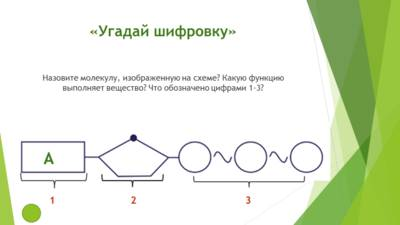 «Угадай шифровку»
Назовите молекулу, изображенную на схеме? Какую функцию
выполняет вещество? Что обозначено цифрами 1-3?
А
1 2 3